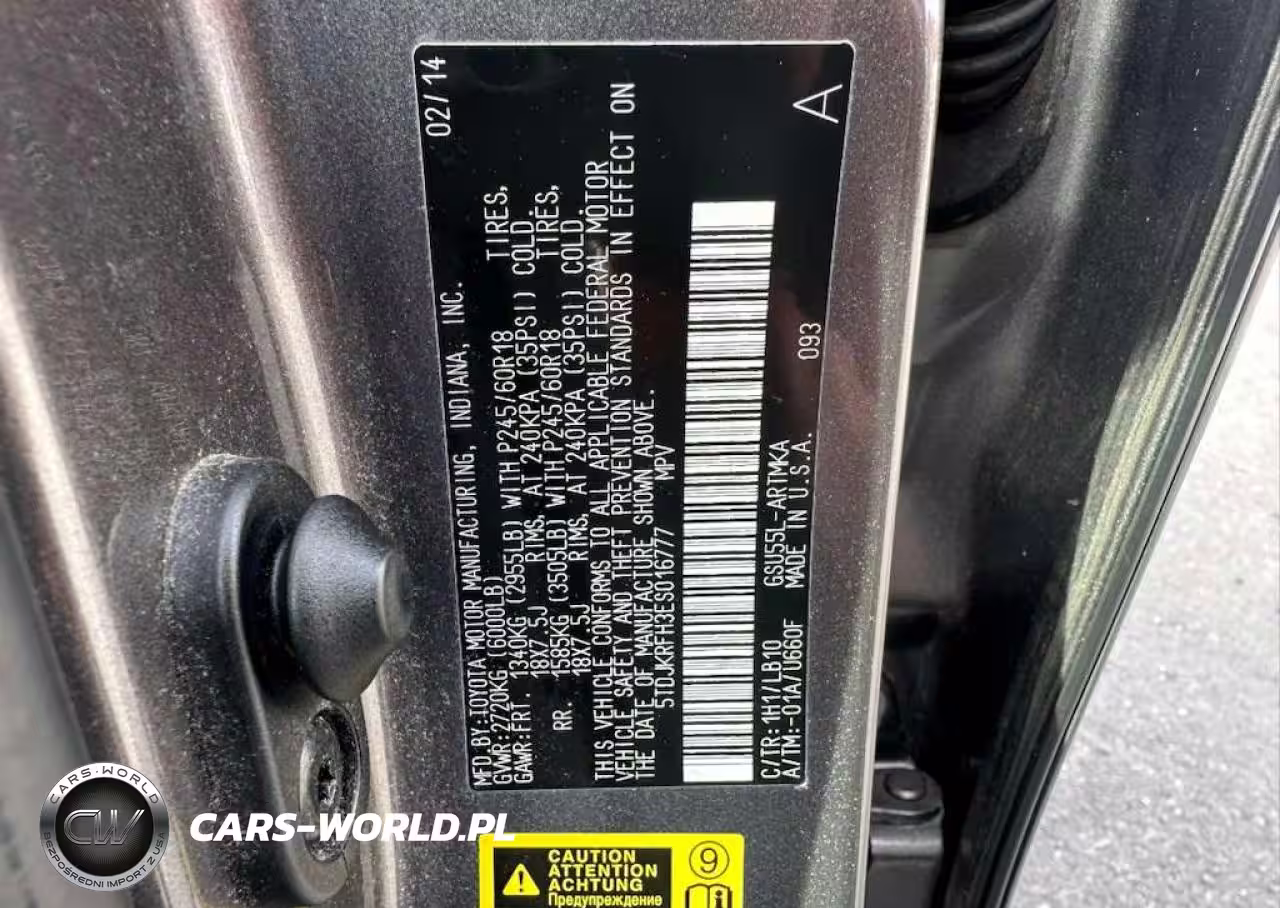 02/14
MFD.BY:TOYOTA MOTOR MANUFACTURING, INDIANA, INC.
GVWR:2720KG (6000LB)
GAWR:FRT. 1340KG (2955LB) WITH P245/60R18 TIRES,
18X7.5J RIMS, AT 240KPA (35PSI) COLD.
RR. 1585KG (3505LB) WITH P245/60R18 TIRES,
18X7.5J RIMS, AT 240KPA (35PSI) COLD.
THIS VEHICLE CONFORMS TO ALL APPLICABLE FEDERAL MOTOR
VEHICLE SAFETY AND THEFT PREVENTION STANDARDS IN EFFECT ON
THE DATE OF MANUFACTURE SHOWN ABOVE.
5TDJKRFH3ES016777 MPV
C/TR:1H1/LB10 GSU55L-ARTMKA 093
A/TM:-01A/U660F MADE IN U.S.A.
A
CAUTION
ATTENTION
ACHTUNG
Предупреждение
9
CARS-WORLD
CW
BEZPOŚREDNI IMPORT Z USA
CARS-WORLD.PL